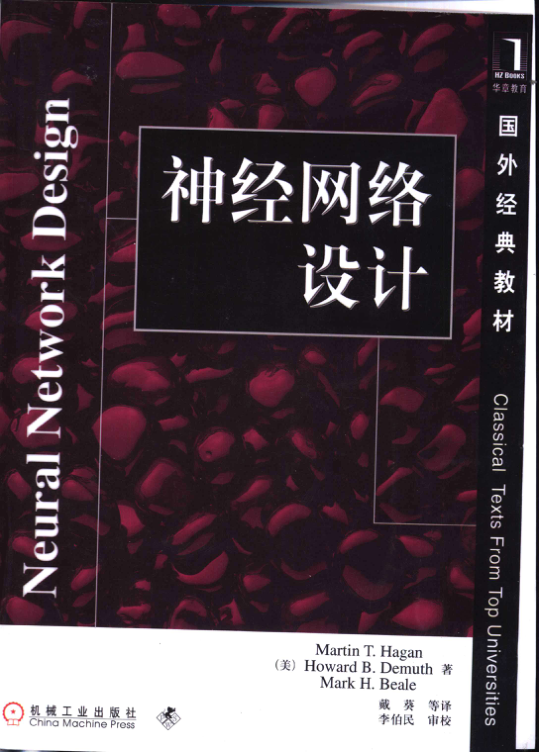 HZ BOOKS
华章教育
国外经典教材
Classical Texts From Top Universities
Neural Network Design
神经网络
设计
Martin T. Hagan
(美) Howard B. Demuth 著
Mark H. Beale
戴葵 等译
李伯民 审校
机械工业出版社
China Machine Press